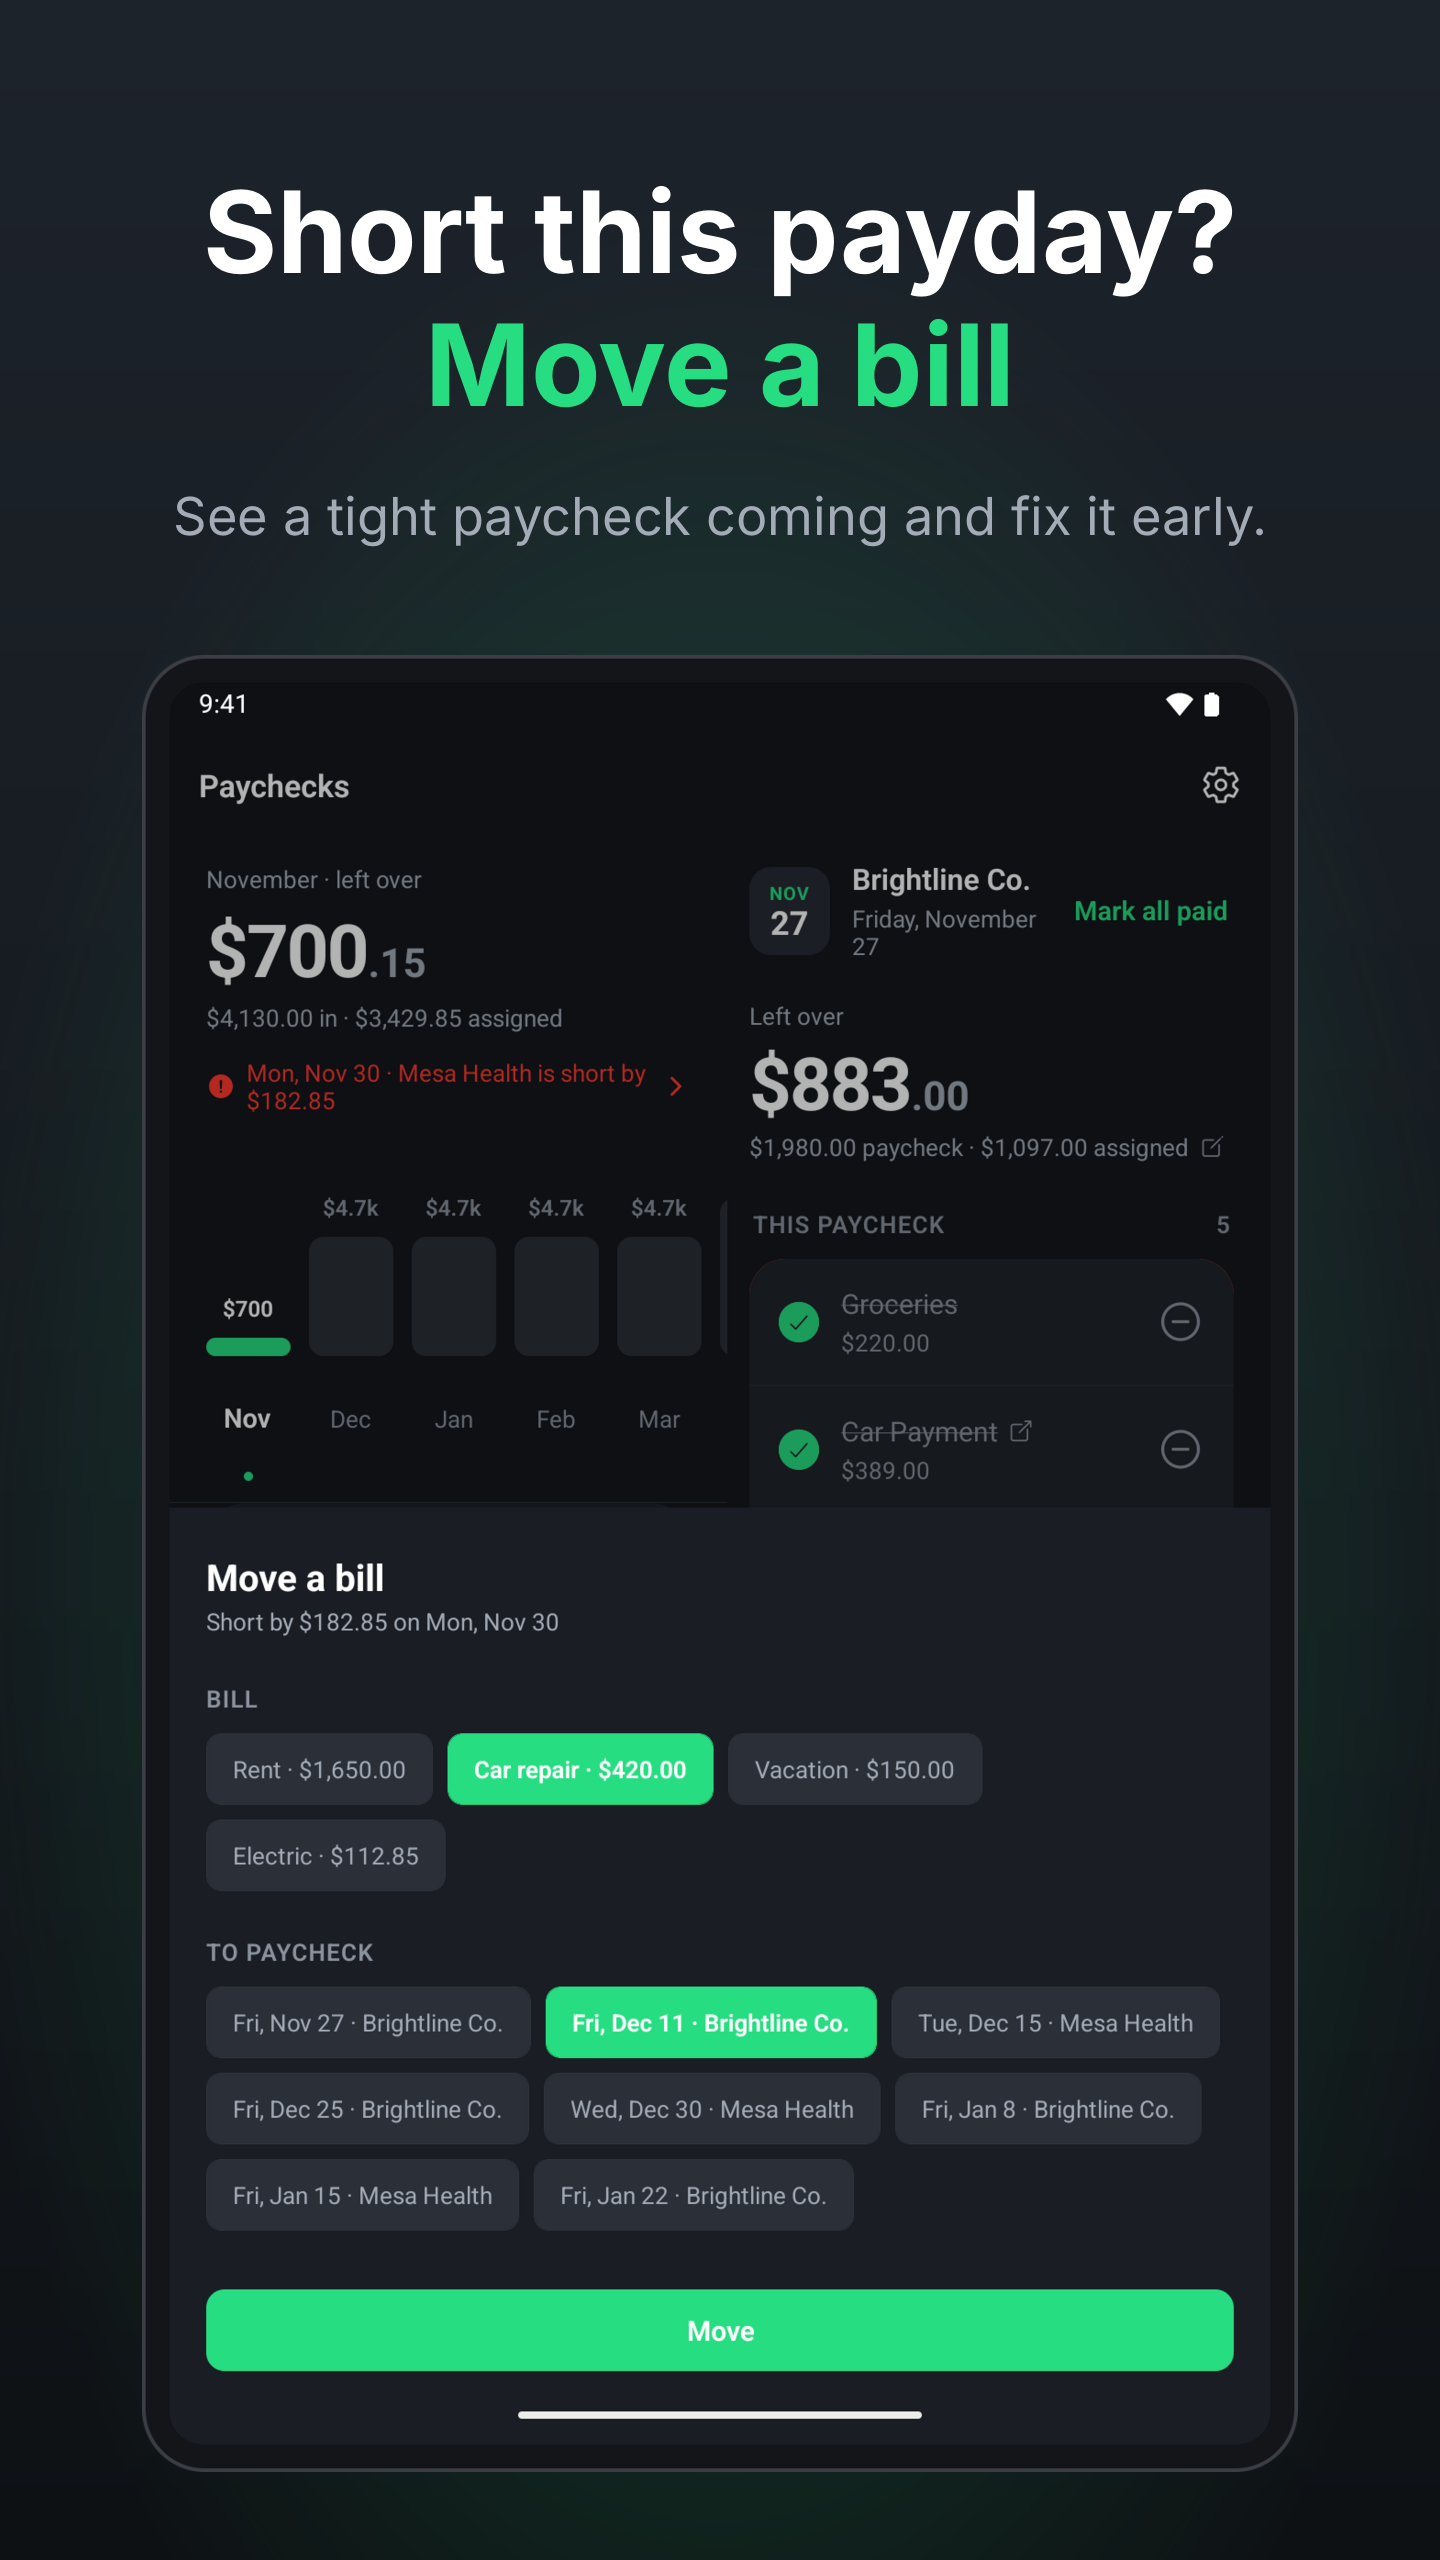 Short this payday?
Move a bill
See a tight paycheck coming and fix it early.
9:41
Paychecks
November · left over
$700.15
$4,130.00 in · $3,429.85 assigned
Mon, Nov 30 · Mesa Health is short by
$182.85
$4.7k
$4.7k
$4.7k
$4.7k
$700
Nov
Dec
Jan
Feb
Mar
NOV
27
Brightline Co.
Friday, November
27
Mark all paid
Left over
$883.00
$1,980.00 paycheck · $1,097.00 assigned
THIS PAYCHECK
5
Groceries
$220.00
Car Payment
$389.00
Move a bill
Short by $182.85 on Mon, Nov 30
BILL
Rent · $1,650.00
Car repair · $420.00
Vacation · $150.00
Electric · $112.85
TO PAYCHECK
Fri, Nov 27 · Brightline Co.
Fri, Dec 11 · Brightline Co.
Tue, Dec 15 · Mesa Health
Fri, Dec 25 · Brightline Co.
Wed, Dec 30 · Mesa Health
Fri, Jan 8 · Brightline Co.
Fri, Jan 15 · Mesa Health
Fri, Jan 22 · Brightline Co.
Move